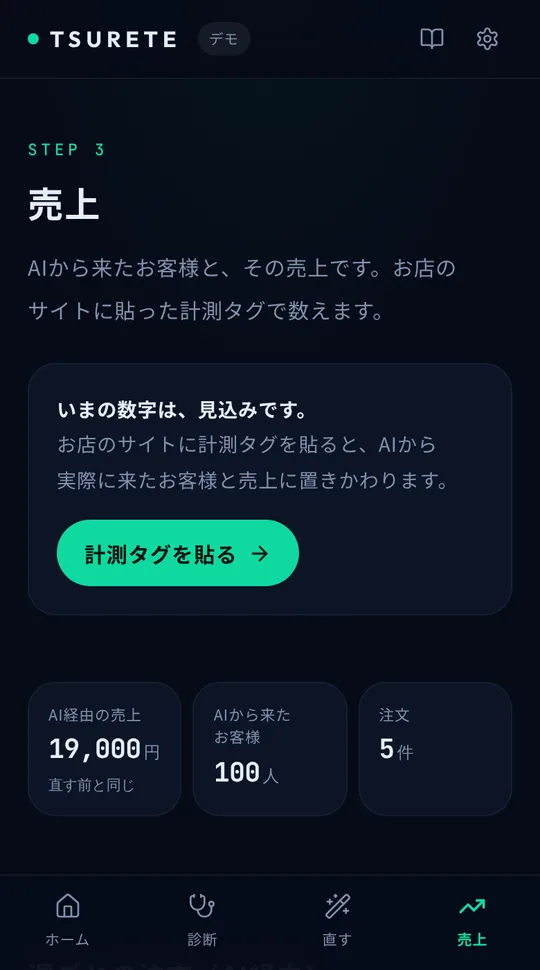 TSURETE
デモ
STEP 3
売上
AIから来たお客様と、その売上です。お店の
サイトに貼った計測タグで数えます。
いまの数字は、見込みです。
お店のサイトに計測タグを貼ると、AIから
実際に来たお客様と売上に置きかわります。
計測タグを貼る →
AI経由の売上
19,000円
直す前と同じ
AIから来た
お客様
100人
注文
5件
ホーム
診断
直す
売上